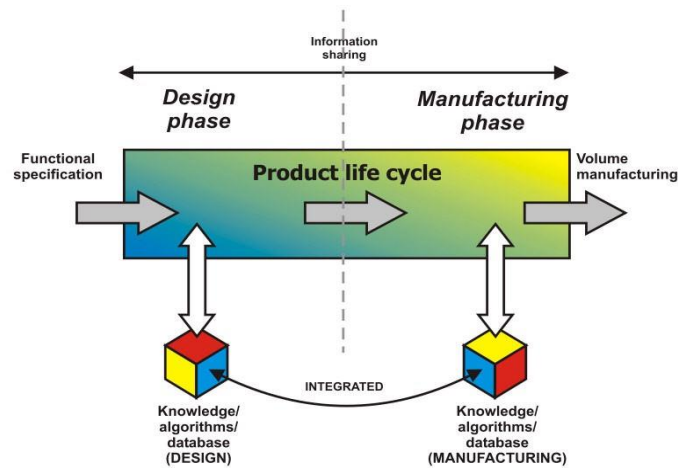 Information
sharing
Design
phase
Manufacturing
phase
Functional
specification
Product life cycle
Volume
manufacturing
INTEGRATED
Knowledge/
algorithms/
database
(DESIGN)
Knowledge/
algorithms/
database
(MANUFACTURING)